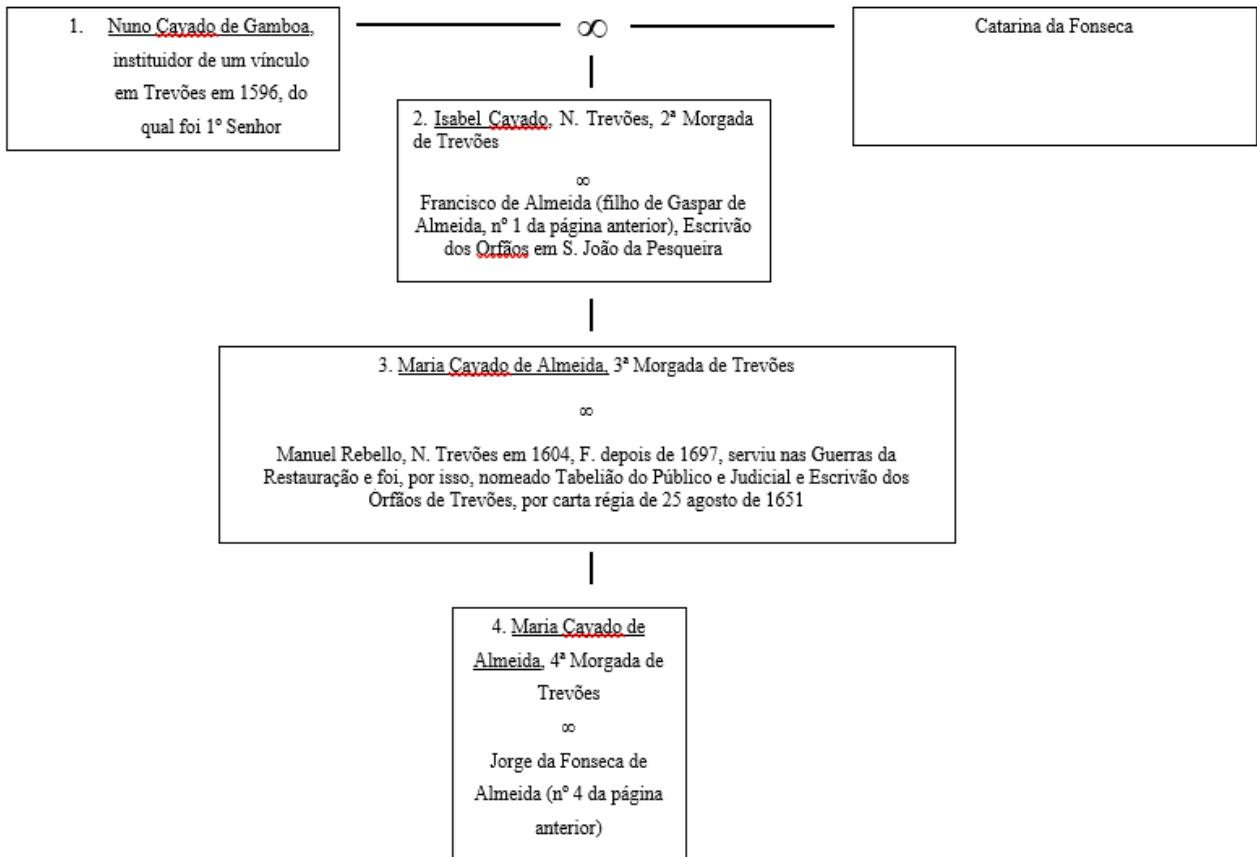 1. Nuno Cayado de Gamboa,
instituidor de um vínculo
em Trevões em 1596, do
qual foi 1º Senhor
∞
Catarina da Fonseca
2. Isabel Cayado, N. Trevões, 2ª Morgada
de Trevões
∞
Francisco de Almeida (filho de Gaspar de
Almeida, nº 1 da página anterior), Escrivão
dos Orfãos em S. João da Pesqueira
3. Maria Cayado de Almeida, 3ª Morgada de Trevões
∞
Manuel Rebello, N. Trevões em 1604, F. depois de 1697, serviu nas Guerras da
Restauração e foi, por isso, nomeado Tabelião do Público e Judicial e Escrivão dos
Órfãos de Trevões, por carta régia de 25 agosto de 1651
4. Maria Cayado de
Almeida, 4ª Morgada de
Trevões
∞
Jorge da Fonseca de
Almeida (nº 4 da página
anterior)